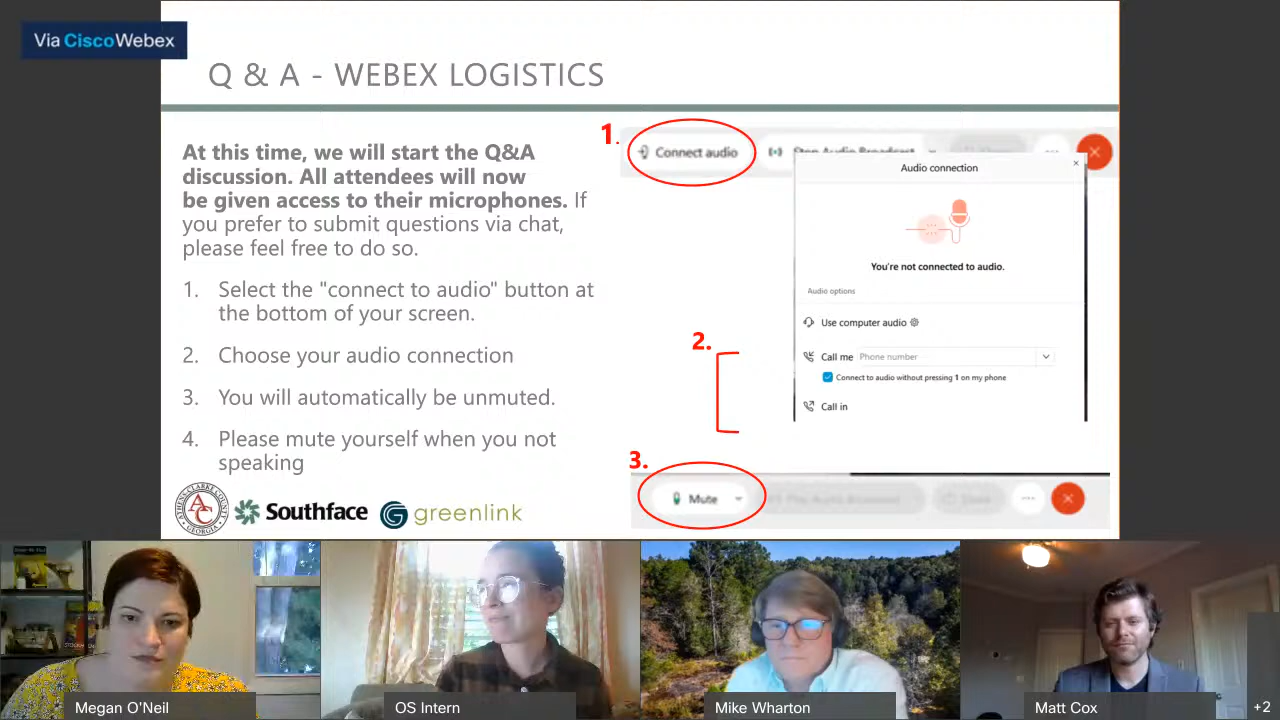 Via Cisco Webex
Q & A - WEBEX LOGISTICS
At this time, we will start the Q&A
discussion. All attendees will now
be given access to their microphones. If
you prefer to submit questions via chat,
please feel free to do so.
1. Select the "connect to audio" button at
the bottom of your screen.
2. Choose your audio connection
3. You will automatically be unmuted.
4. Please mute yourself when you not
speaking
Southface
greenlink
1.
Connect audio
Stop Audio Broadcast
Audio connection
You're not connected to audio.
Audio options
Use computer audio
2.
Call me Phone number
Connect to audio without pressing 1 on my phone
Call in
3.
Mute
Megan O'Neil
OS Intern
Mike Wharton
Matt Cox
+2